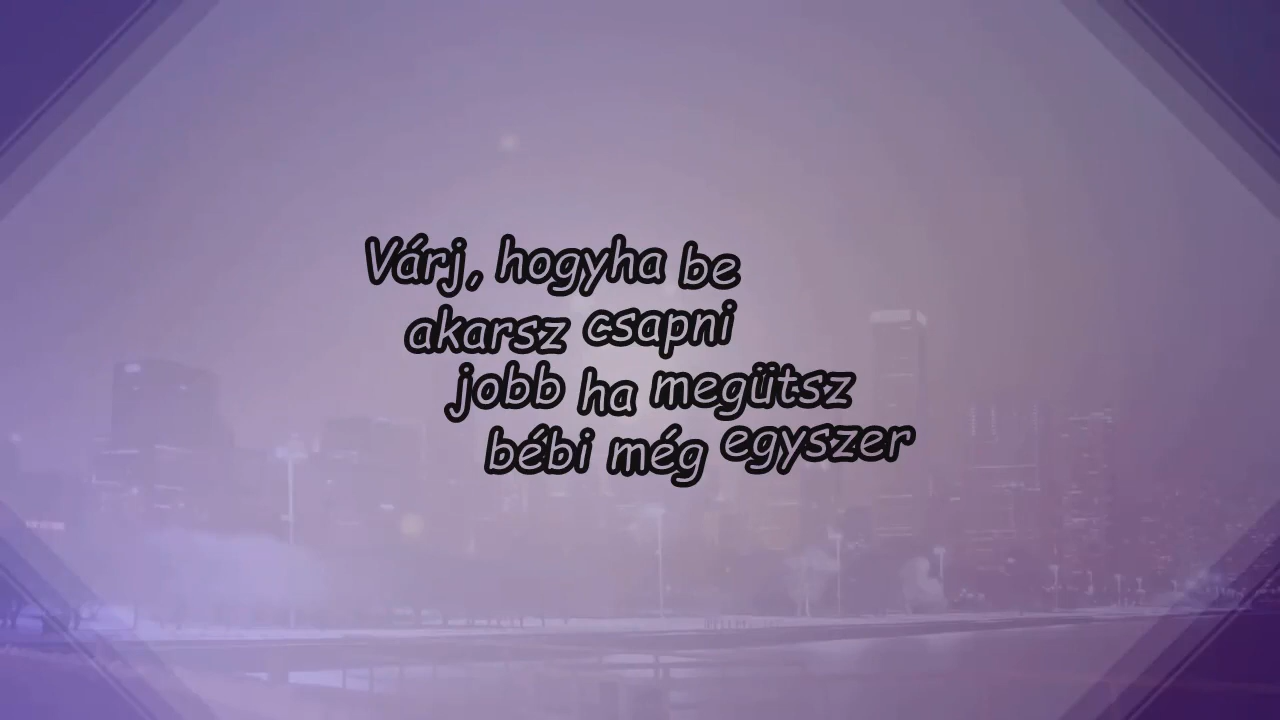 Várj, hogyha be
akarsz csapni
jobb ha megütsz
bébi még egyszer